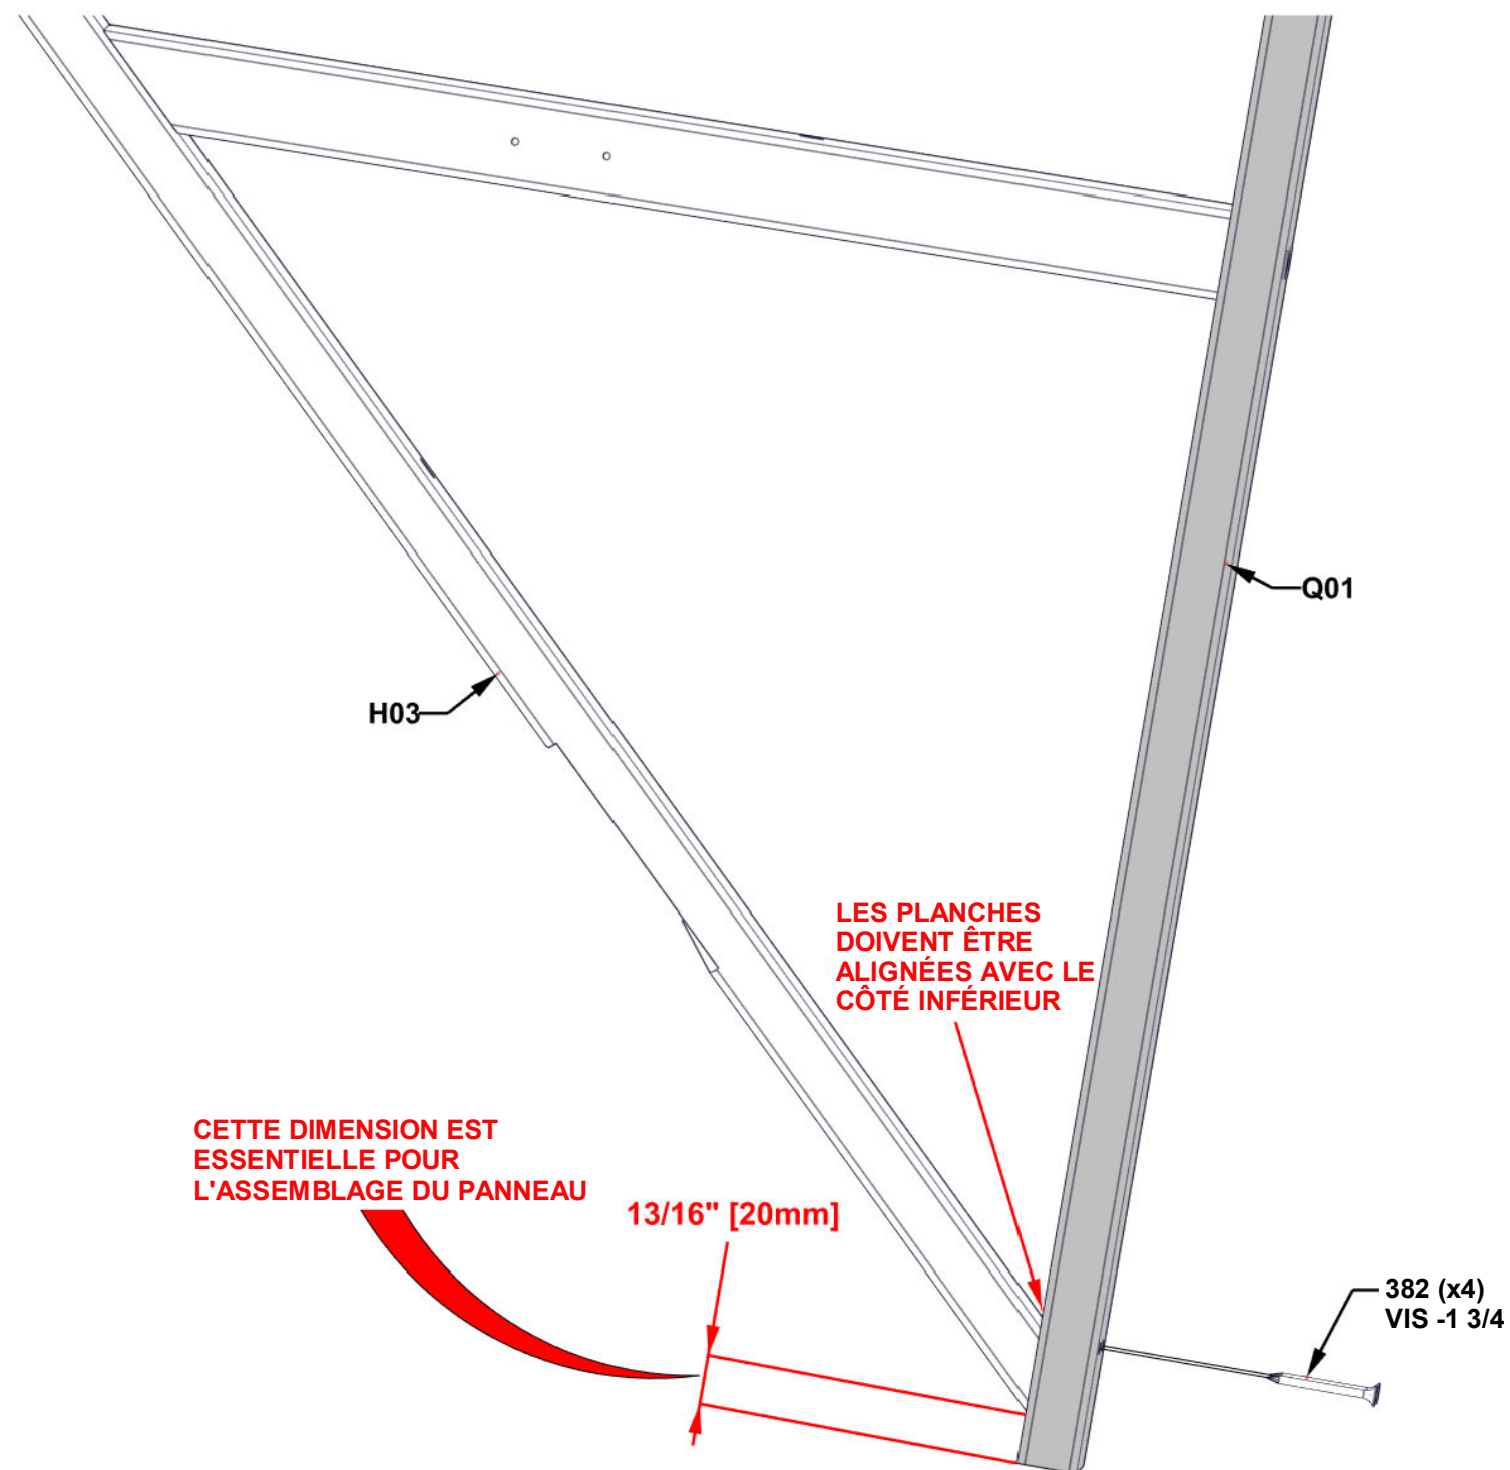 Q01
H03
LES PLANCHES
DOIVENT ÊTRE
ALIGNÉES AVEC LE
CÔTÉ INFÉRIEUR
CETTE DIMENSION EST
ESSENTIELLE POUR
L'ASSEMBLAGE DU PANNEAU
13/16" [20mm]
382 (x4)
VIS -1 3/4